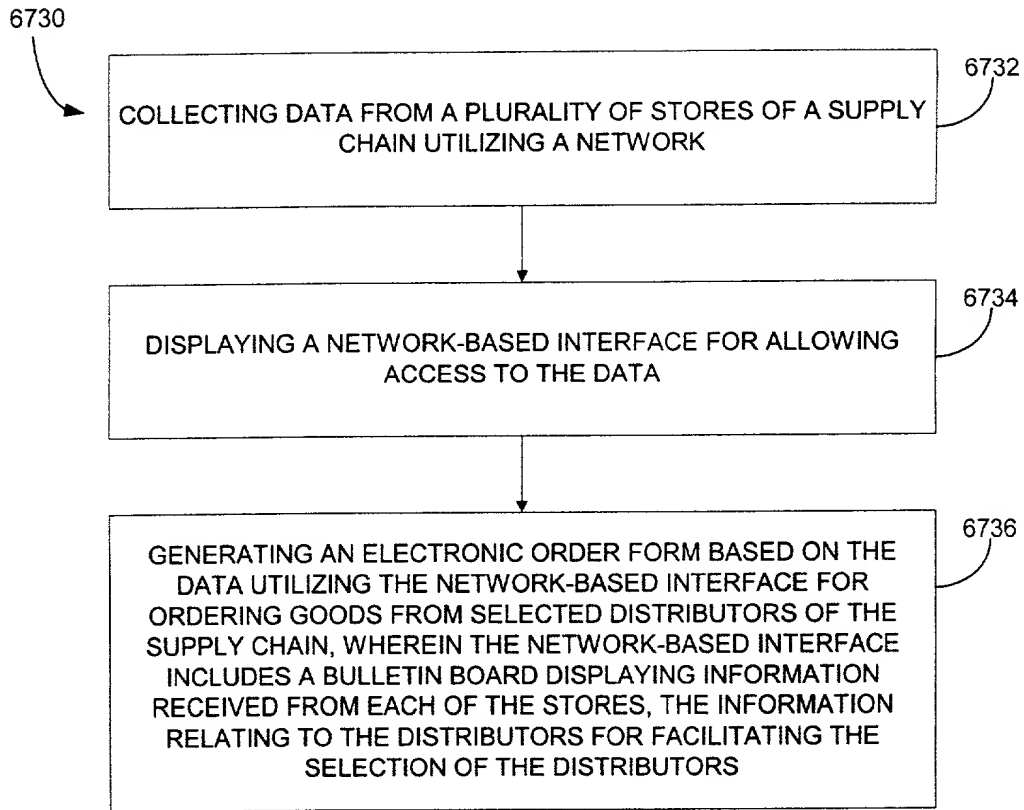 6730
6732
COLLECTING DATA FROM A PLURALITY OF STORES OF A SUPPLY
CHAIN UTILIZING A NETWORK
6734
DISPLAYING A NETWORK-BASED INTERFACE FOR ALLOWING
ACCESS TO THE DATA
6736
GENERATING AN ELECTRONIC ORDER FORM BASED ON THE
DATA UTILIZING THE NETWORK-BASED INTERFACE FOR
ORDERING GOODS FROM SELECTED DISTRIBUTORS OF THE
SUPPLY CHAIN, WHEREIN THE NETWORK-BASED INTERFACE
INCLUDES A BULLETIN BOARD DISPLAYING INFORMATION
RECEIVED FROM EACH OF THE STORES, THE INFORMATION
RELATING TO THE DISTRIBUTORS FOR FACILITATING THE
SELECTION OF THE DISTRIBUTORS